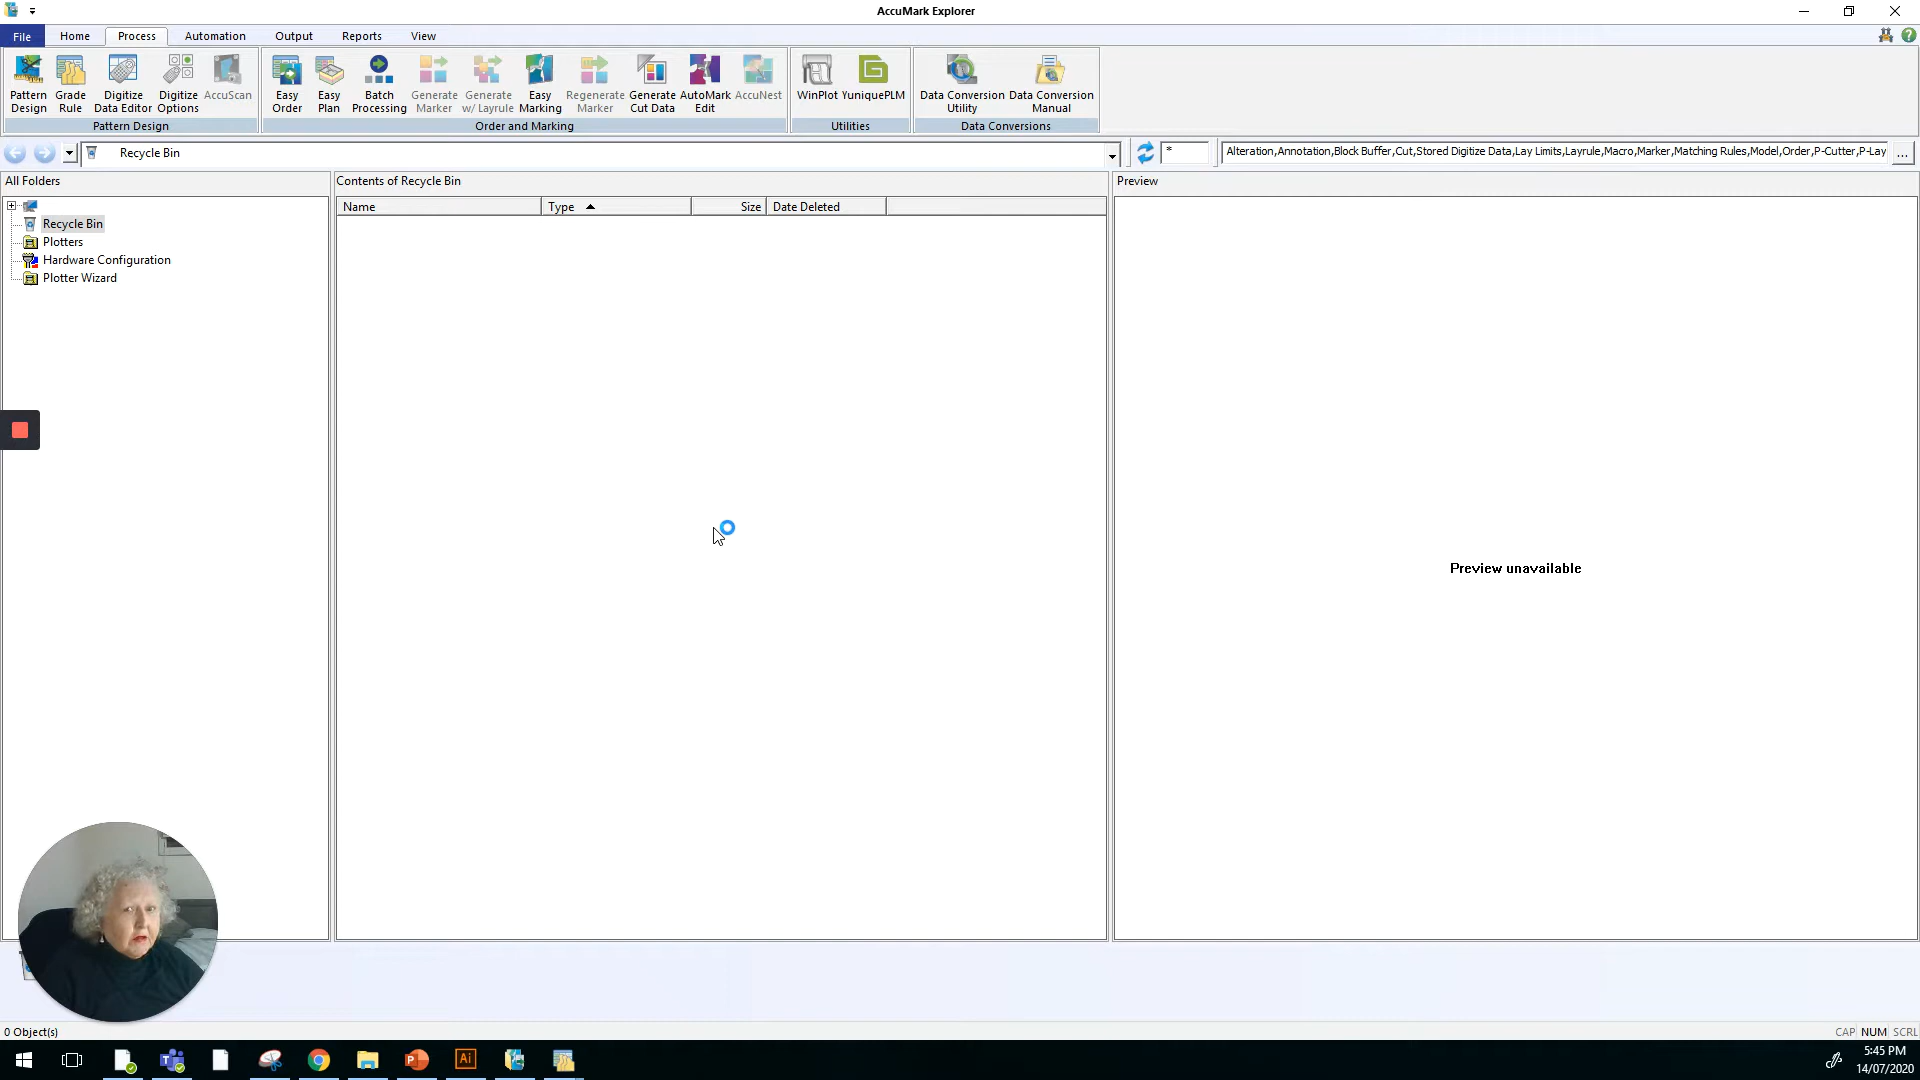 AccuMark Explorer
File Home Process Automation Output Reports View
Pattern Design
Grade Rule
Digitize Data Editor
Digitize Options
AccuScan
Easy Order
Easy Plan
Batch Processing
Generate Marker
Generate w/ Layrule
Easy Marking
Regenerate Marker
Generate Cut Data
AutoMark Edit
AccuNest
WinPlot
YuniquePLM
Data Conversion Utility
Data Conversion Manual
Pattern Design
Order and Marking
Utilities
Data Conversions
Recycle Bin
*
Alteration,Annotation,Block Buffer,Cut,Stored Digitize Data,Lay Limits,Layrule,Macro,Marker,Matching Rules,Model,Order,P-Cutter,P-Lay
...
All Folders
Contents of Recycle Bin
Preview
Name Type Size Date Deleted
Recycle Bin
Plotters
Hardware Configuration
Plotter Wizard
Preview unavailable
0 Object(s)
CAP NUM SCRL
5:45 PM
14/07/2020